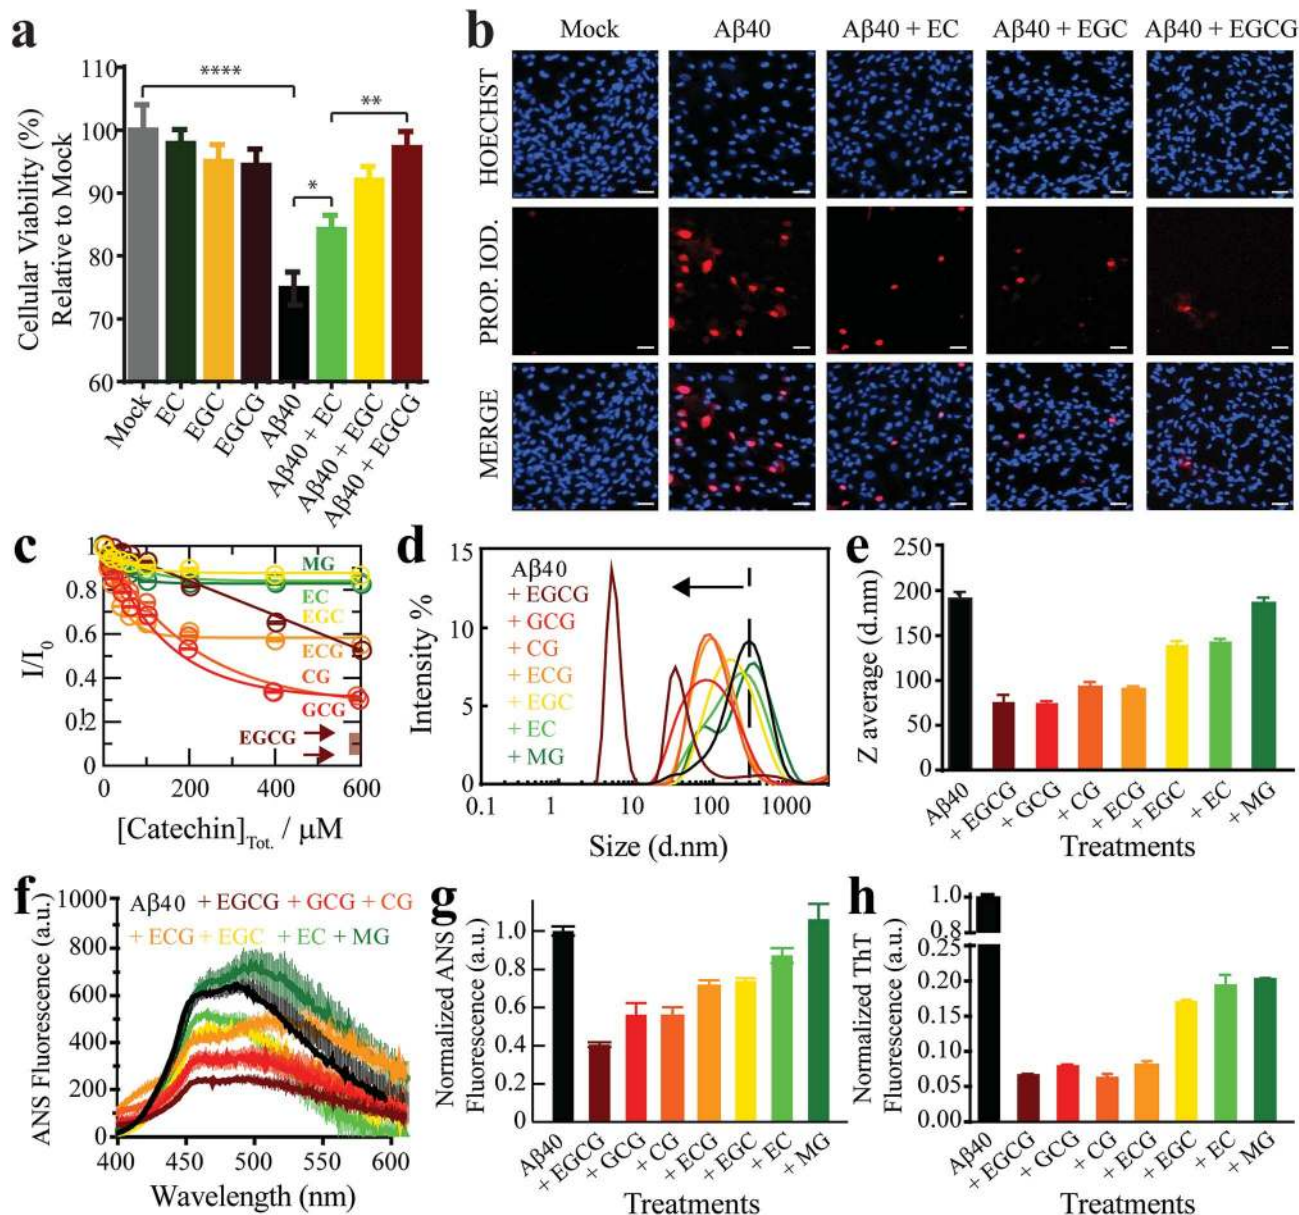 a
Cellular Viability (%)
Relative to Mock
110
100
90
80
70
60
****
*
**
Mock
EC
EGC
EGCG
Aβ40
Aβ40 + EC
Aβ40 + EGC
Aβ40 + EGCG
b
Mock
Aβ40
Aβ40 + EC
Aβ40 + EGC
Aβ40 + EGCG
HOECHST
PROP. IOD.
MERGE
c
I/I0
1
0.8
0.6
0.4
0.2
0
0
200
400
600
MG
EC
EGC
ECG
CG
GCG
EGCG
[Catechin]Tot. / μM
d
Intensity %
15
10
5
0
Aβ40
+ EGCG
+ GCG
+ CG
+ ECG
+ EGC
+ EC
+ MG
0.1
1
10
100
1000
Size (d.nm)
e
Z average (d.nm)
250
200
150
100
50
0
Aβ40
+ EGCG
+ GCG
+ CG
+ ECG
+ EGC
+ EC
+ MG
Treatments
f
ANS Fluorescence (a.u.)
1000
800
600
400
200
0
Aβ40 + EGCG + GCG + CG
+ ECG + EGC + EC + MG
400
450
500
550
600
Wavelength (nm)
g
Normalized ANS
Fluorescence (a.u.)
1.0
0.8
0.6
0.4
0.2
0
Aβ40
+ EGCG
+ GCG
+ CG
+ ECG
+ EGC
+ EC
+ MG
Treatments
h
Normalized ThT
Fluorescence (a.u.)
1.0
0.8
0.25
0.20
0.15
0.10
0.05
0.00
Aβ40
+ EGCG
+ GCG
+ CG
+ ECG
+ EGC
+ EC
+ MG
Treatments